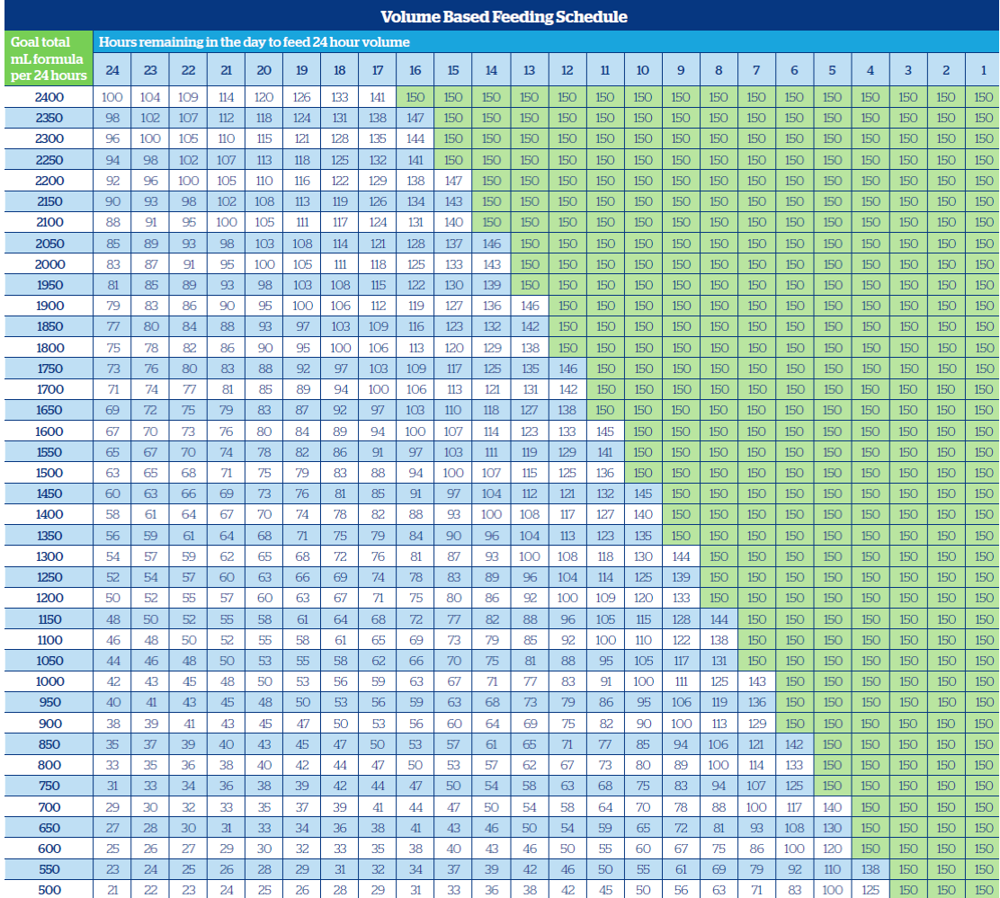 Volume Based Feeding Schedule
Goal total mL formula per 24 hours
Hours remaining in the day to feed 24 hour volume
24 23 22 21 20 19 18 17 16 15 14 13 12 11 10 9 8 7 6 5 4 3 2 1
2400 100 104 109 114 120 126 133 141 150 150 150 150 150 150 150 150 150 150 150 150 150 150 150 150
2350 98 102 107 112 118 124 131 138 147 150 150 150 150 150 150 150 150 150 150 150 150 150 150 150
2300 96 100 105 110 115 121 128 135 144 150 150 150 150 150 150 150 150 150 150 150 150 150 150 150
2250 94 98 102 107 113 118 125 132 141 150 150 150 150 150 150 150 150 150 150 150 150 150 150 150
2200 92 96 100 105 110 116 122 129 138 147 150 150 150 150 150 150 150 150 150 150 150 150 150 150
2150 90 93 98 102 108 113 119 126 134 143 150 150 150 150 150 150 150 150 150 150 150 150 150 150
2100 88 91 95 100 105 111 117 124 131 140 150 150 150 150 150 150 150 150 150 150 150 150 150 150
2050 85 89 93 98 103 108 114 121 128 137 146 150 150 150 150 150 150 150 150 150 150 150 150 150
2000 83 87 91 95 100 105 111 118 125 133 143 150 150 150 150 150 150 150 150 150 150 150 150 150
1950 81 85 89 93 98 103 108 115 122 130 139 150 150 150 150 150 150 150 150 150 150 150 150 150
1900 79 83 86 90 95 100 106 112 119 127 136 146 150 150 150 150 150 150 150 150 150 150 150 150
1850 77 80 84 88 93 97 103 109 116 123 132 142 150 150 150 150 150 150 150 150 150 150 150 150
1800 75 78 82 86 90 95 100 106 113 120 129 138 150 150 150 150 150 150 150 150 150 150 150 150
1750 73 76 80 83 88 92 97 103 109 117 125 135 146 150 150 150 150 150 150 150 150 150 150 150
1700 71 74 77 81 85 89 94 100 106 113 121 131 142 150 150 150 150 150 150 150 150 150 150 150
1650 69 72 75 79 83 87 92 97 103 110 118 127 138 150 150 150 150 150 150 150 150 150 150 150
1600 67 70 73 76 80 84 89 94 100 107 114 123 133 145 150 150 150 150 150 150 150 150 150 150
1550 65 67 70 74 78 82 86 91 97 103 111 119 129 141 150 150 150 150 150 150 150 150 150 150
1500 63 65 68 71 75 79 83 88 94 100 107 115 125 136 150 150 150 150 150 150 150 150 150 150
1450 60 63 66 69 73 76 81 85 91 97 104 112 121 132 145 150 150 150 150 150 150 150 150 150
1400 58 61 64 67 70 74 78 82 88 93 100 108 117 127 140 150 150 150 150 150 150 150 150 150
1350 56 59 61 64 68 71 75 79 84 90 96 104 113 123 135 150 150 150 150 150 150 150 150 150
1300 54 57 59 62 65 68 72 76 81 87 93 100 108 118 130 144 150 150 150 150 150 150 150 150
1250 52 54 57 60 63 66 69 74 78 83 89 96 104 114 125 139 150 150 150 150 150 150 150 150
1200 50 52 55 57 60 63 67 71 75 80 86 92 100 109 120 133 150 150 150 150 150 150 150 150
1150 48 50 52 55 58 61 64 68 72 77 82 88 96 105 115 128 144 150 150 150 150 150 150 150
1100 46 48 50 52 55 58 61 65 69 73 79 85 92 100 110 122 138 150 150 150 150 150 150 150
1050 44 46 48 50 53 55 58 62 66 70 75 81 88 95 105 117 131 150 150 150 150 150 150 150
1000 42 43 45 48 50 53 56 59 63 67 71 77 83 91 100 111 125 143 150 150 150 150 150 150
950 40 41 43 45 48 50 53 56 59 63 68 73 79 86 95 106 119 136 150 150 150 150 150 150
900 38 39 41 43 45 47 50 53 56 60 64 69 75 82 90 100 113 129 150 150 150 150 150 150
850 35 37 39 40 43 45 47 50 53 57 61 65 71 77 85 94 106 121 142 150 150 150 150 150
800 33 35 36 38 40 42 44 47 50 53 57 62 67 73 80 89 100 114 133 150 150 150 150 150
750 31 33 34 36 38 39 42 44 47 50 54 58 63 68 75 83 94 107 125 150 150 150 150 150
700 29 30 32 33 35 37 39 41 44 47 50 54 58 64 70 78 88 100 117 140 150 150 150 150
650 27 28 30 31 33 34 36 38 41 43 46 50 54 59 65 72 81 93 108 130 150 150 150 150
600 25 26 27 29 30 32 33 35 38 40 43 46 50 55 60 67 75 86 100 120 150 150 150 150
550 23 24 25 26 28 29 31 32 34 37 39 42 46 50 55 61 69 79 92 110 138 150 150 150
500 21 22 23 24 25 26 28 29 31 33 36 38 42 45 50 56 63 71 83 100 125 150 150 150